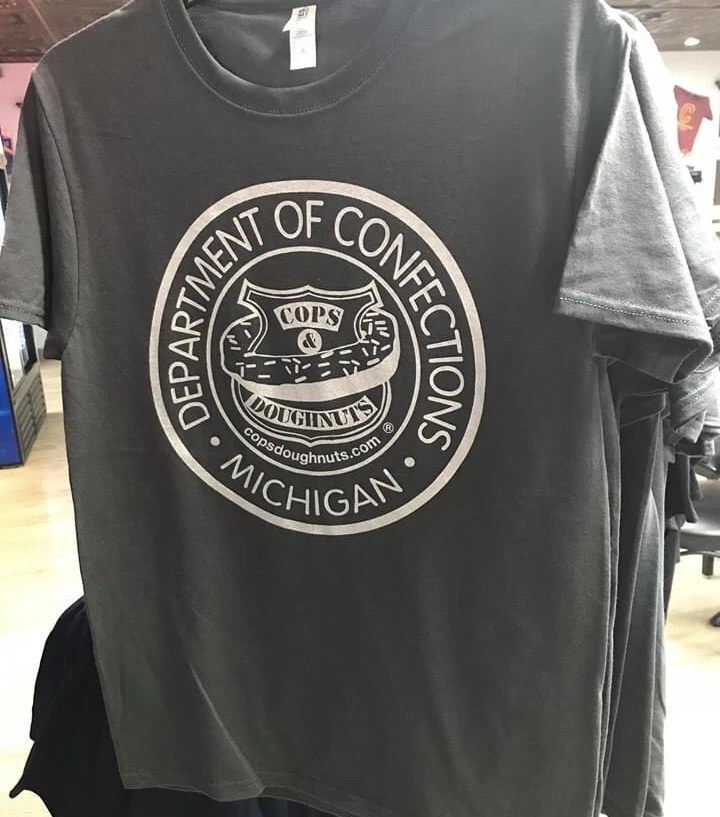 DEPARTMENT OF CONFECTIONS
COPS
&
DOUGHNUTS
copsdoughnuts.com ®
• MICHIGAN •